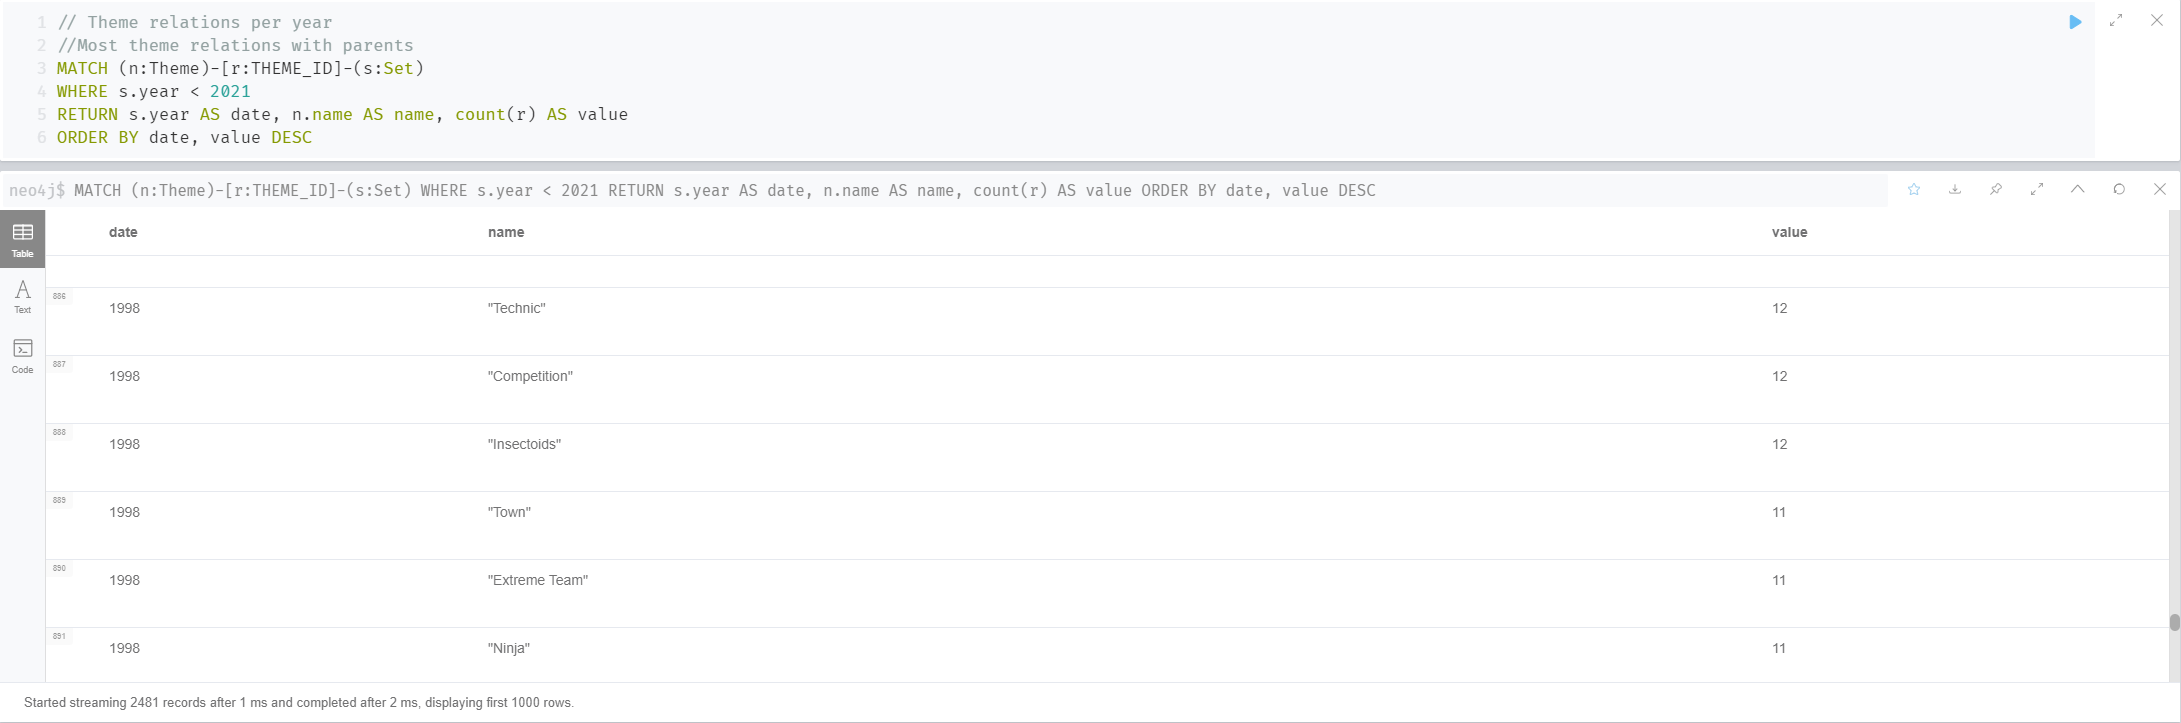 1 // Theme relations per year
2 //Most theme relations with parents
3 MATCH (n:Theme)-[r:THEME_ID]-(s:Set)
4 WHERE s.year < 2021
5 RETURN s.year AS date, n.name AS name, count(r) AS value
6 ORDER BY date, value DESC
neo4j$ MATCH (n:Theme)-[r:THEME_ID]-(s:Set) WHERE s.year < 2021 RETURN s.year AS date, n.name AS name, count(r) AS value ORDER BY date, value DESC
Table
Text
Code
date name value
886 1998 "Technic" 12
887 1998 "Competition" 12
888 1998 "Insectoids" 12
889 1998 "Town" 11
890 1998 "Extreme Team" 11
891 1998 "Ninja" 11
Started streaming 2481 records after 1 ms and completed after 2 ms, displaying first 1000 rows.